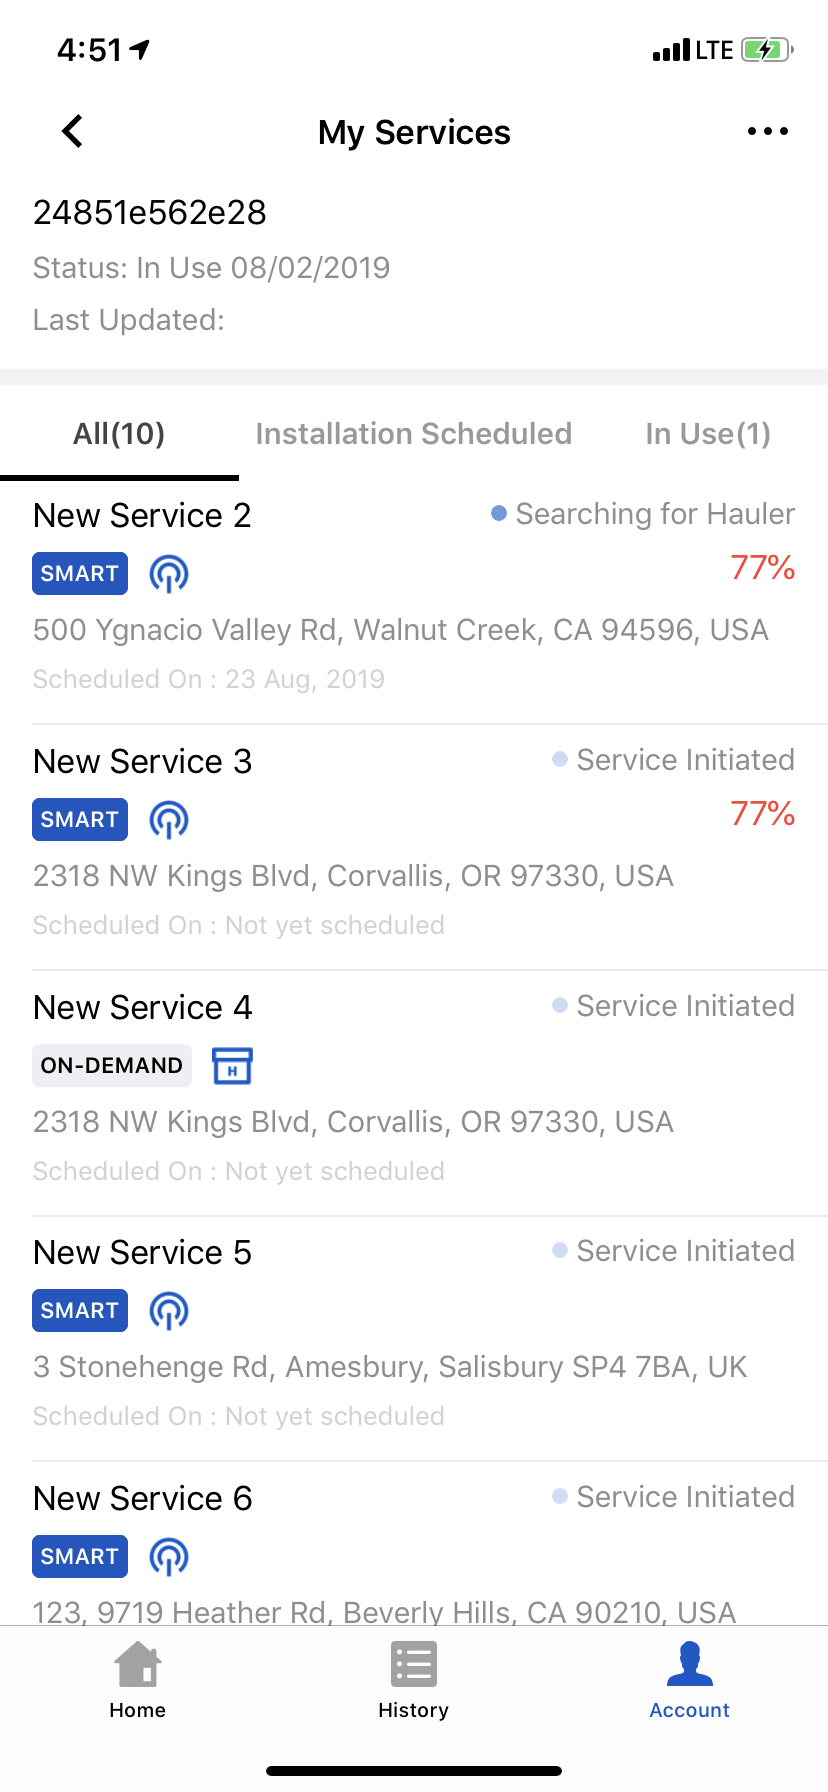 4:51 LTE
My Services
24851e562e28
Status: In Use 08/02/2019
Last Updated:
All(10) Installation Scheduled In Use(1)
New Service 2 Searching for Hauler
SMART 77%
500 Ygnacio Valley Rd, Walnut Creek, CA 94596, USA
Scheduled On : 23 Aug, 2019
New Service 3 Service Initiated
SMART 77%
2318 NW Kings Blvd, Corvallis, OR 97330, USA
Scheduled On : Not yet scheduled
New Service 4 Service Initiated
ON-DEMAND H
2318 NW Kings Blvd, Corvallis, OR 97330, USA
Scheduled On : Not yet scheduled
New Service 5 Service Initiated
SMART
3 Stonehenge Rd, Amesbury, Salisbury SP4 7BA, UK
Scheduled On : Not yet scheduled
New Service 6 Service Initiated
SMART
123, 9719 Heather Rd, Beverly Hills, CA 90210, USA
Home History Account